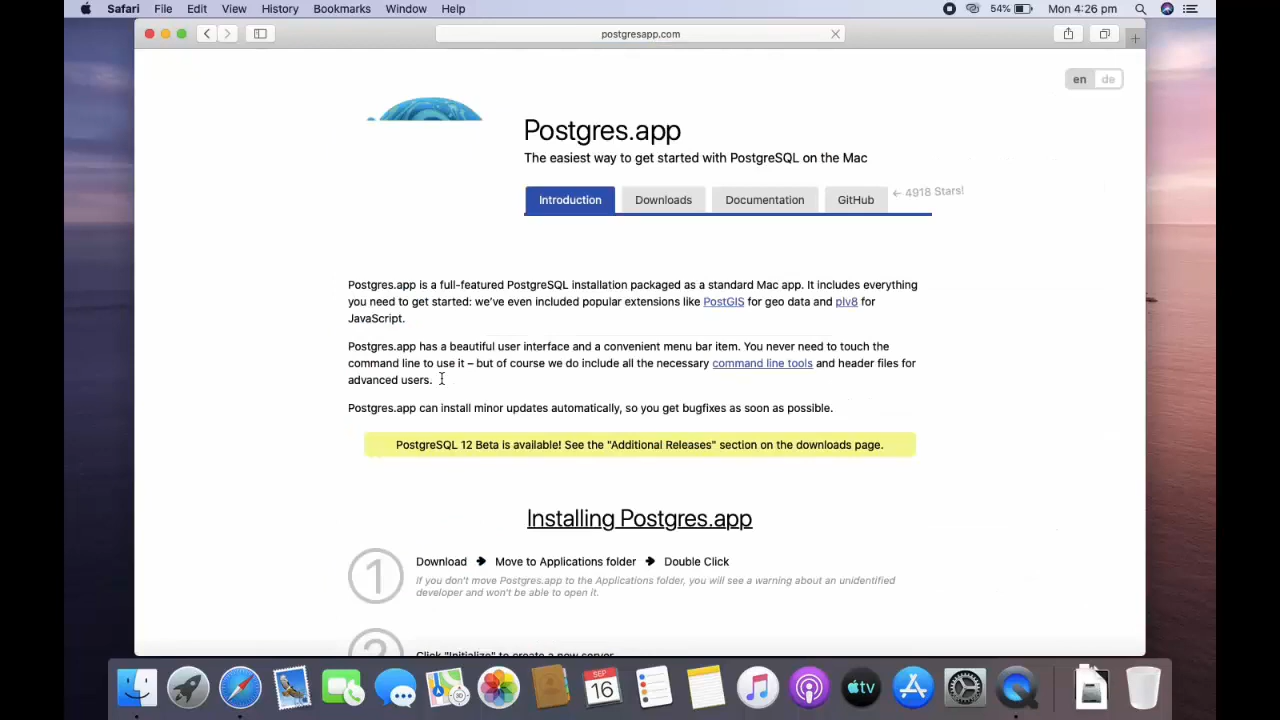 Safari File Edit View History Bookmarks Window Help 54% Mon 4:26 pm
postgresapp.com
en de
Postgres.app
The easiest way to get started with PostgreSQL on the Mac
Introduction Downloads Documentation GitHub ← 4918 Stars!
Postgres.app is a full-featured PostgreSQL installation packaged as a standard Mac app. It includes everything
you need to get started: we've even included popular extensions like PostGIS for geo data and plv8 for
JavaScript.
Postgres.app has a beautiful user interface and a convenient menu bar item. You never need to touch the
command line to use it – but of course we do include all the necessary command line tools and header files for
advanced users.
Postgres.app can install minor updates automatically, so you get bugfixes as soon as possible.
PostgreSQL 12 Beta is available! See the "Additional Releases" section on the downloads page.
Installing Postgres.app
1 Download → Move to Applications folder → Double Click
If you don't move Postgres.app to the Applications folder, you will see a warning about an unidentified
developer and won't be able to open it.
2 Click "Initialize" to create a new server
SEP
16
tv